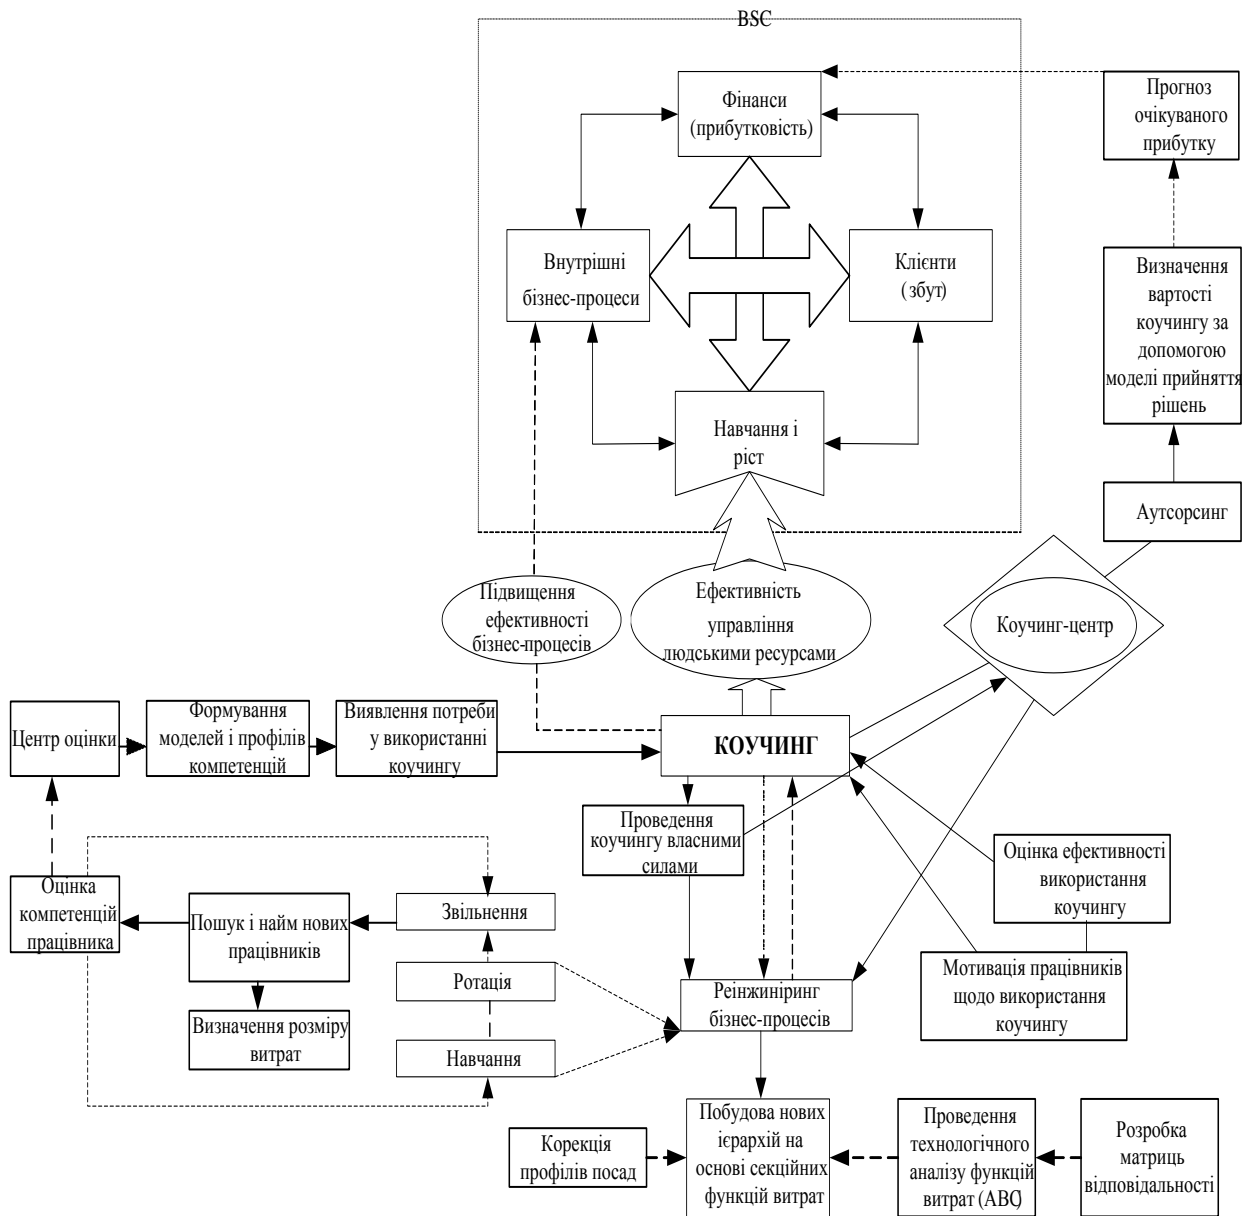 BSC
Фінанси
(прибутковість)
Прогноз
очікуваного
прибутку
Внутрішні
бізнес-процеси
Клієнти
(збут)
Визначення
вартості
коучингу за
допомогою
моделі прийняття
рішень
Навчання і
ріст
Аутсорсинг
Підвищення
ефективності
бізнес-процесів
Ефективність
управління
людськими ресурсами
Коучинг-центр
Центр оцінки
Формування
моделей і профілів
компетенцій
Виявлення потреби
у використанні
коучингу
КОУЧИНГ
Проведення
коучингу власними
силами
Оцінка ефективності
використання
коучингу
Оцінка
компетенцій
працівника
Пошук і найм нових
працівників
Звільнення
Ротація
Реінжиніринг
бізнес-процесів
Мотивація працівників
щодо використання
коучингу
Визначення розміру
витрат
Навчання
Корекція
профілів посад
Побудова нових
ієрархій на
основі секційних
функцій витрат
Проведення
технологічного
аналізу функцій
витрат (ABC)
Розробка
матриць
відповідальності